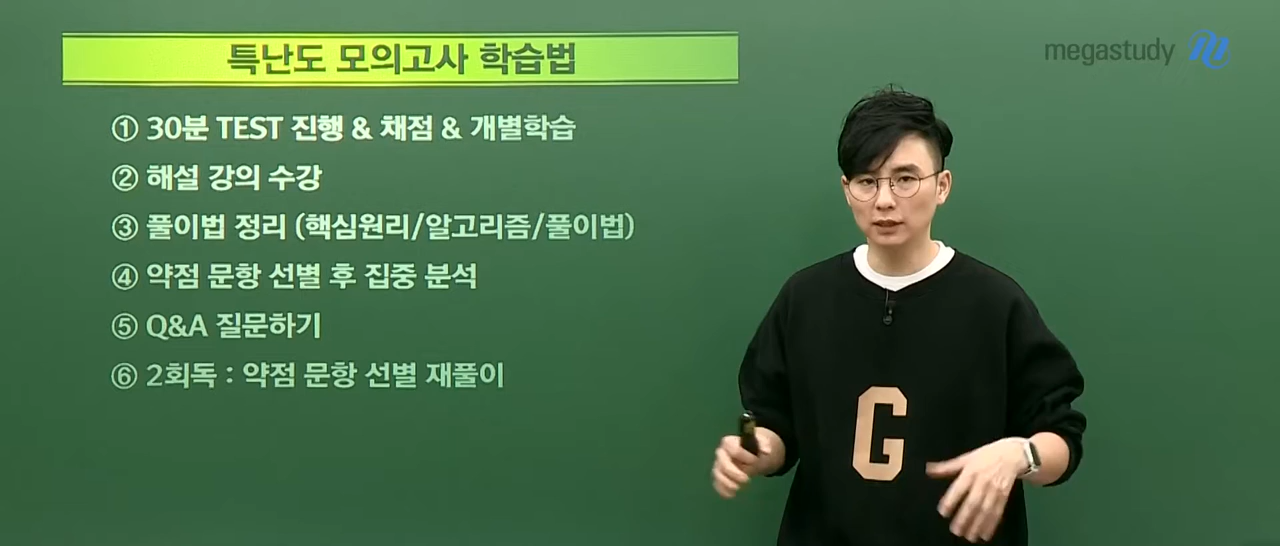 특난도 모의고사 학습법
megastudy
① 30분 TEST 진행 & 채점 & 개별학습
② 해설 강의 수강
③ 풀이법 정리 (핵심원리/알고리즘/풀이법)
④ 약점 문항 선별 후 집중 분석
⑤ Q&A 질문하기
⑥ 2회독 : 약점 문항 선별 재풀이
G